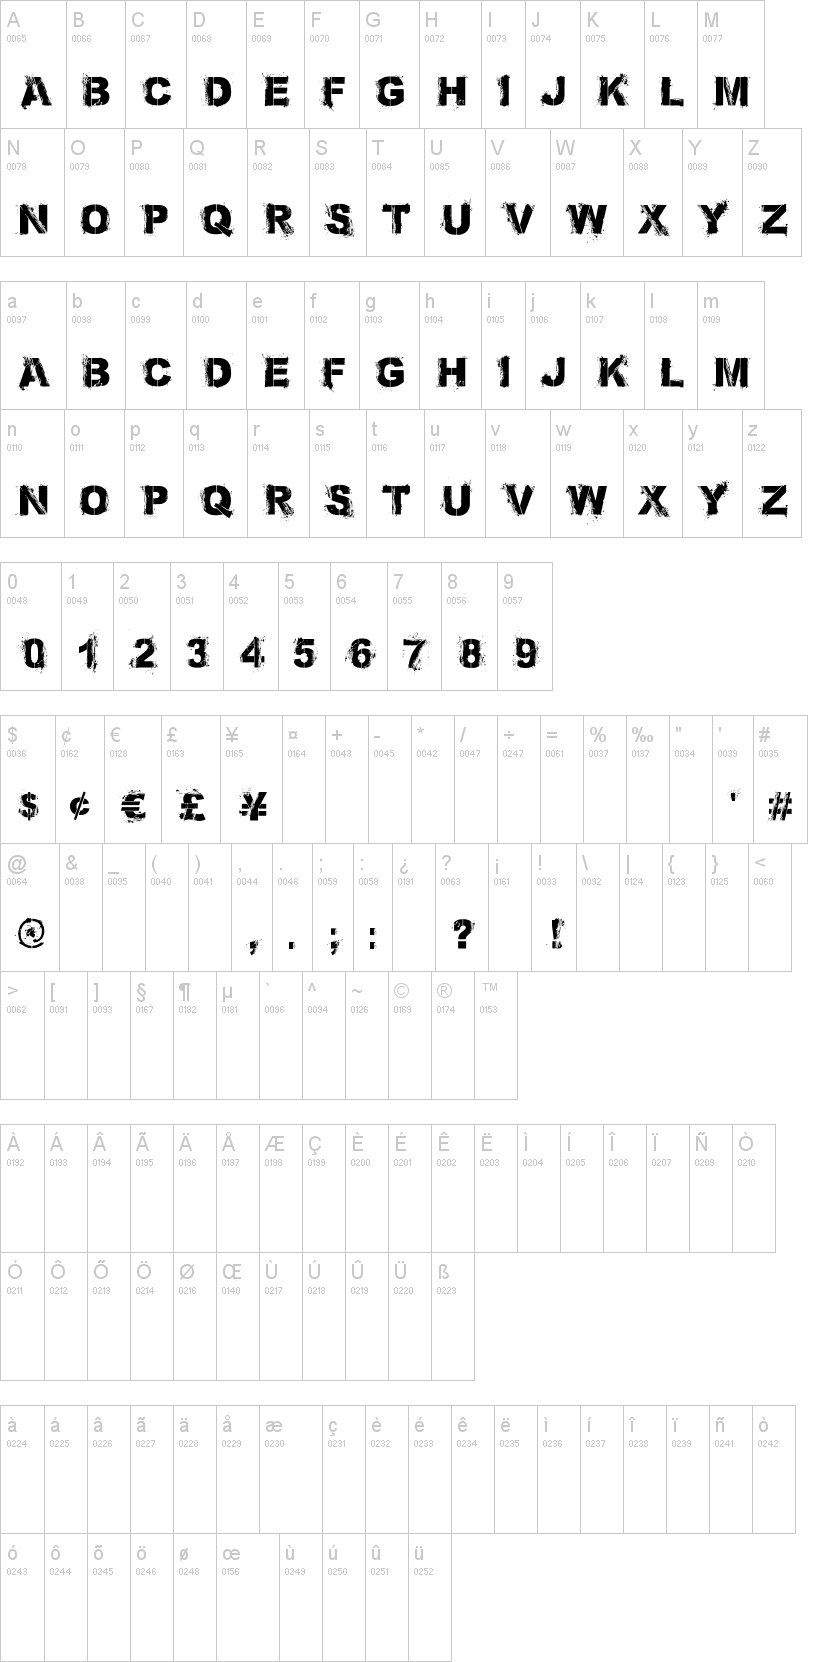 A B C D E F G H I J K L M
0065 0066 0067 0068 0069 0070 0071 0072 0073 0074 0075 0076 0077
A B C D E F G H I J K L M
N O P Q R S T U V W X Y Z
0078 0079 0080 0081 0082 0083 0084 0085 0086 0087 0088 0089 0090
N O P Q R S T U V W X Y Z
a b c d e f g h i j k l m
0097 0098 0099 0100 0101 0102 0103 0104 0105 0106 0107 0108 0109
A B C D E F G H I J K L M
n o p q r s t u v w x y z
0110 0111 0112 0113 0114 0115 0116 0117 0118 0119 0120 0121 0122
N O P Q R S T U V W X Y Z
0 1 2 3 4 5 6 7 8 9
0048 0049 0050 0051 0052 0053 0054 0055 0056 0057
0 1 2 3 4 5 6 7 8 9
$ ¢ € £ ¥ ¤ + - * / ÷ = % ‰ " ' #
0036 0162 0128 0163 0165 0164 0043 0045 0042 0047 0247 0061 0037 0137 0034 0039 0035
$ ¢ € £ ¥ ' #
@ & _ ( ) , . ; : ¿ ? ¡ ! \ | { } <
0064 0038 0095 0040 0041 0044 0046 0059 0058 0191 0063 0161 0033 0092 0124 0123 0125 0060
@ , . ; : ? !
> [ ] § ¶ µ ` ^ ~ © ® ™
0062 0091 0093 0167 0182 0181 0096 0094 0126 0169 0174 0153
À Á Â Ã Ä Å Æ Ç È É Ê Ë Ì Í Î Ï Ñ Ò
0192 0193 0194 0195 0196 0197 0198 0199 0200 0201 0202 0203 0204 0205 0206 0207 0209 0210
Ó Ô Õ Ö Ø Œ Ù Ú Û Ü ß
0211 0212 0213 0214 0216 0140 0217 0218 0219 0220 0223
à á â ã ä å æ ç è é ê ë ì í î ï ñ ò
0224 0225 0226 0227 0228 0229 0230 0231 0232 0233 0234 0235 0236 0237 0238 0239 0241 0242
ó ô õ ö ø œ ù ú û ü
0243 0244 0245 0246 0248 0156 0249 0250 0251 0252